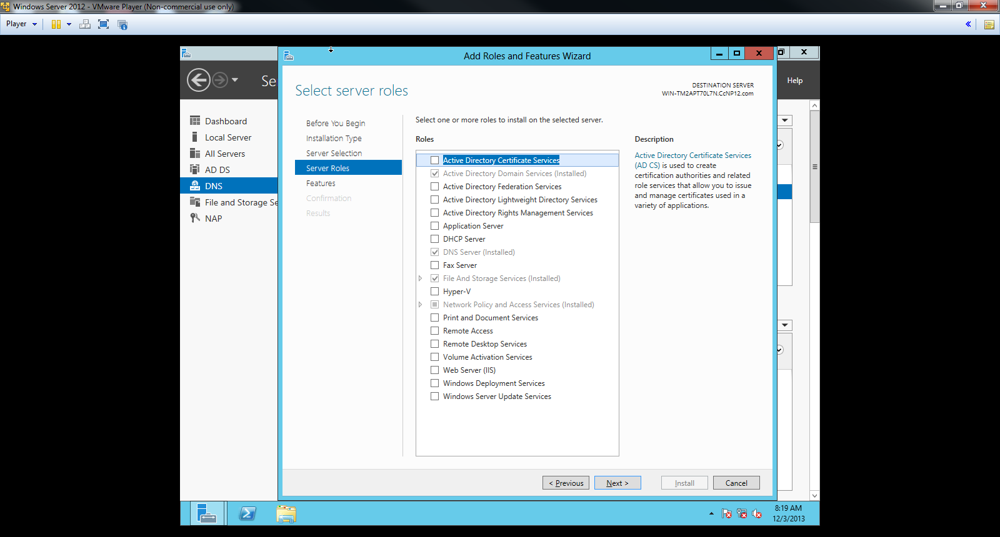 Windows Server 2012 - VMware Player (Non-commercial use only)
Player
Add Roles and Features Wizard
Se
Help
Select server roles
DESTINATION SERVER
WIN-TM2APT70L7N.CcNP12.com
Dashboard
Local Server
All Servers
AD DS
DNS
File and Storage Se
NAP
Before You Begin
Installation Type
Server Selection
Server Roles
Features
Confirmation
Results
Select one or more roles to install on the selected server.
Roles
Active Directory Certificate Services
Active Directory Domain Services (Installed)
Active Directory Federation Services
Active Directory Lightweight Directory Services
Active Directory Rights Management Services
Application Server
DHCP Server
DNS Server (Installed)
Fax Server
File And Storage Services (Installed)
Hyper-V
Network Policy and Access Services (Installed)
Print and Document Services
Remote Access
Remote Desktop Services
Volume Activation Services
Web Server (IIS)
Windows Deployment Services
Windows Server Update Services
Description
Active Directory Certificate Services
(AD CS) is used to create
certification authorities and related
role services that allow you to issue
and manage certificates used in a
variety of applications.
< Previous
Next >
Install
Cancel
8:19 AM
12/3/2013